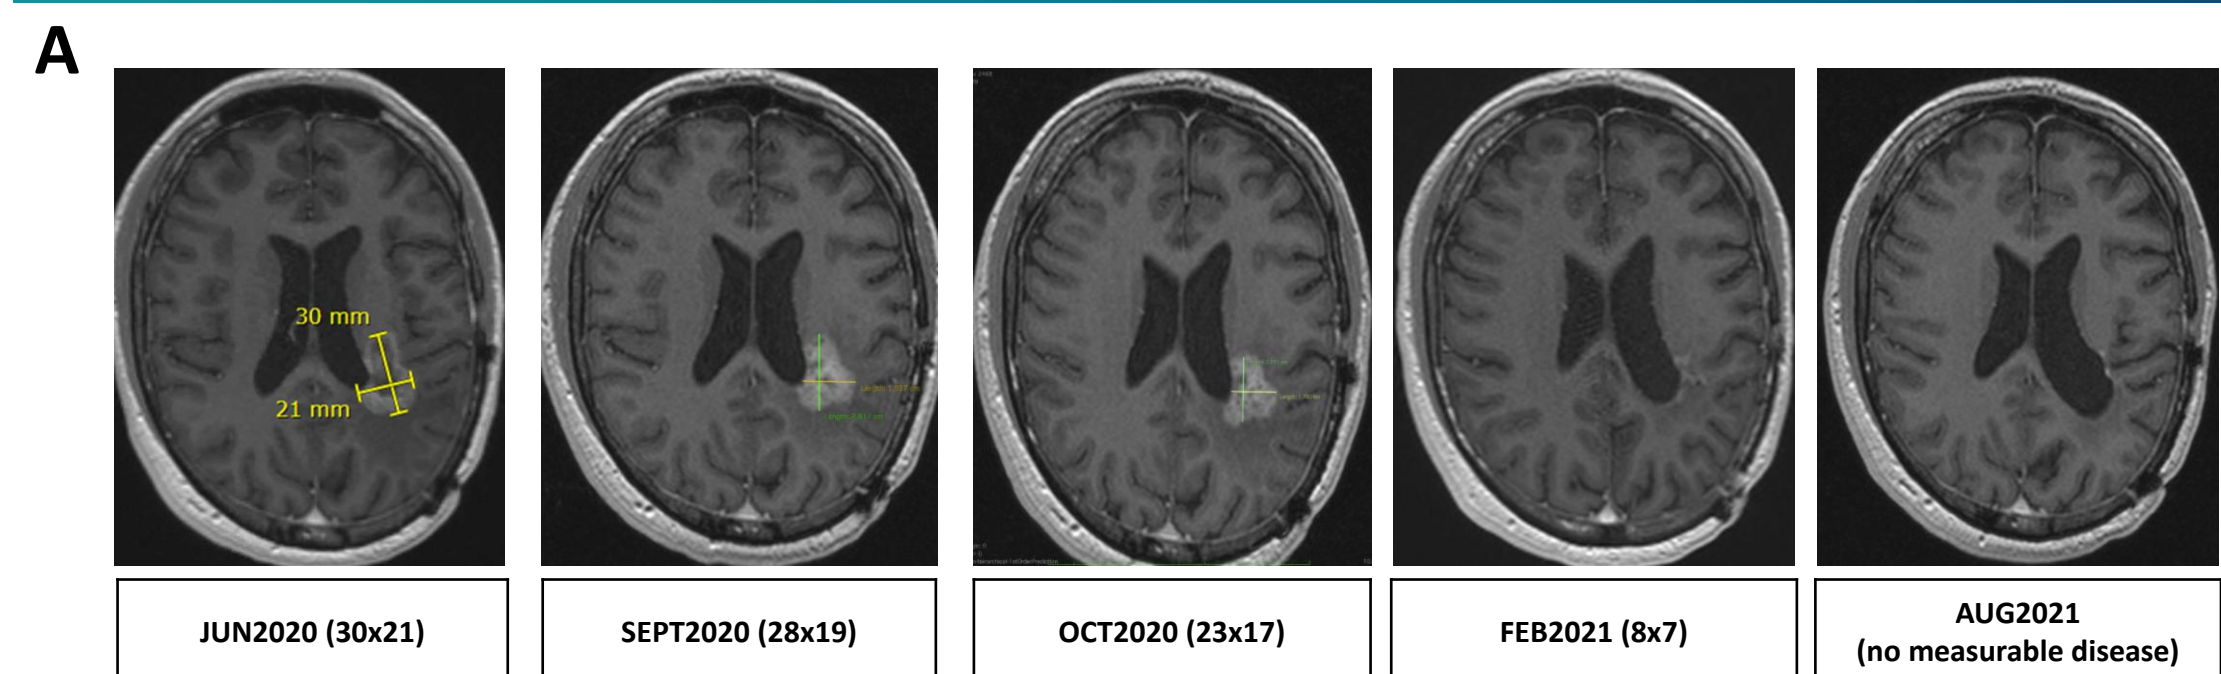 A
30 mm
21 mm
JUN2020 (30x21)
SEPT2020 (28x19)
OCT2020 (23x17)
FEB2021 (8x7)
AUG2021
(no measurable disease)